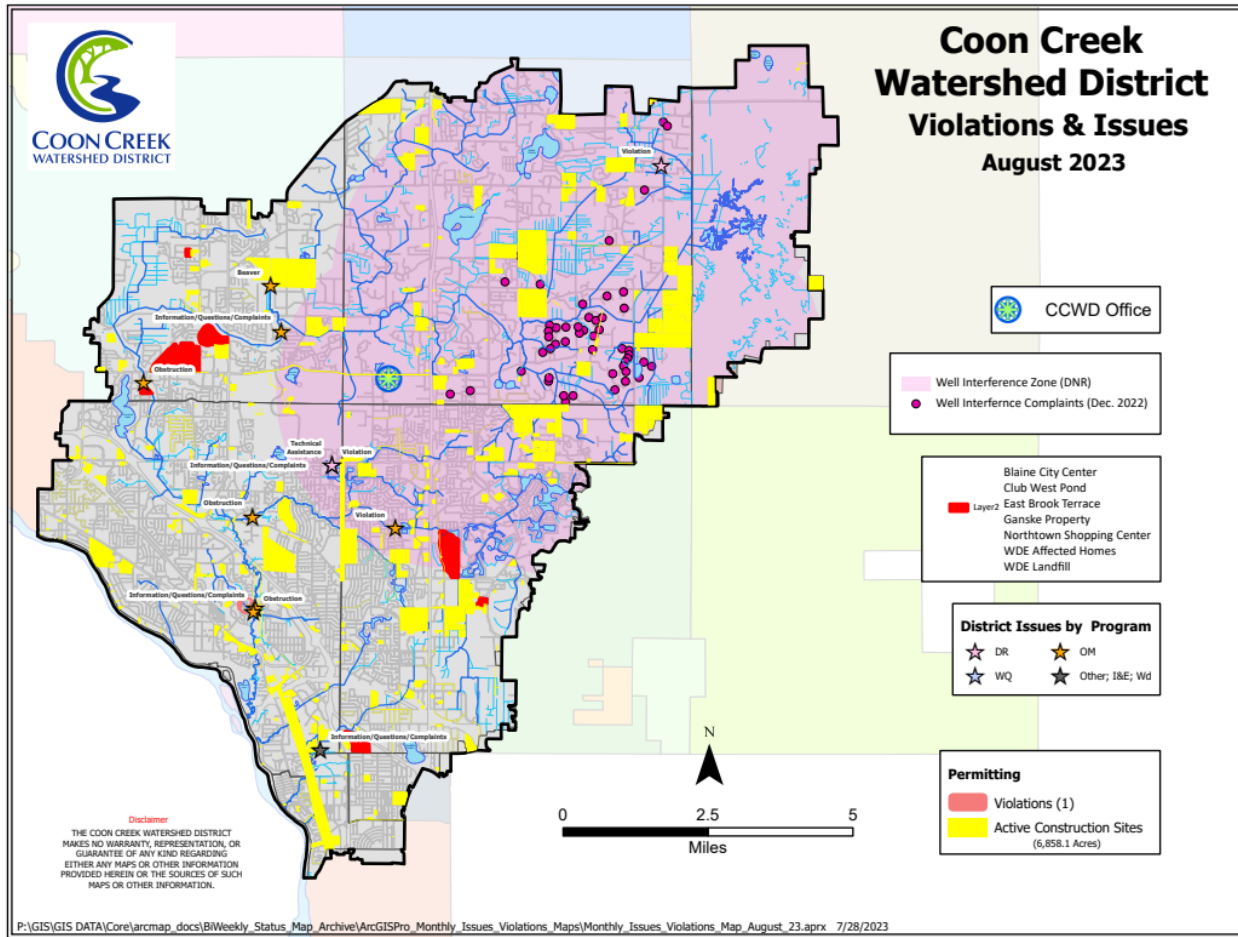 COON CREEK
WATERSHED DISTRICT
Coon Creek
Watershed District
Violations & Issues
August 2023
Violation
Beaver
Information/Questions/Complaints
Obstruction
Technical
Assistance
Violation
Information/Questions/Complaints
Obstruction
Violation
Information/Questions/Complaints
Obstruction
Information/Questions/Complaints
CCWD Office
Well Interference Zone (DNR)
Well Intefernce Complaints (Dec. 2022)
Layer2
Blaine City Center
Club West Pond
East Brook Terrace
Ganske Property
Northtown Shopping Center
WDE Affected Homes
WDE Landfill
District Issues by Program
DR
OM
WQ
Other; I&E; Wd
Permitting
Violations (1)
Active Construction Sites
(6,858.1 Acres)
N
0
2.5
5
Miles
Disclaimer
THE COON CREEK WATERSHED DISTRICT
MAKES NO WARRANTY, REPRESENTATION, OR
GUARANTEE OF ANY KIND REGARDING
EITHER ANY MAPS OR OTHER INFORMATION
PROVIDED HEREIN OR THE SOURCES OF SUCH
MAPS OR OTHER INFORMATION.
P:\GIS\GIS DATA\Core\arcmap_docs\BiWeekly_Status_Map_Archive\ArcGISPro_Monthly_Issues_Violations_Maps\Monthly_Issues_Violations_Map_August_23.aprx 7/28/2023